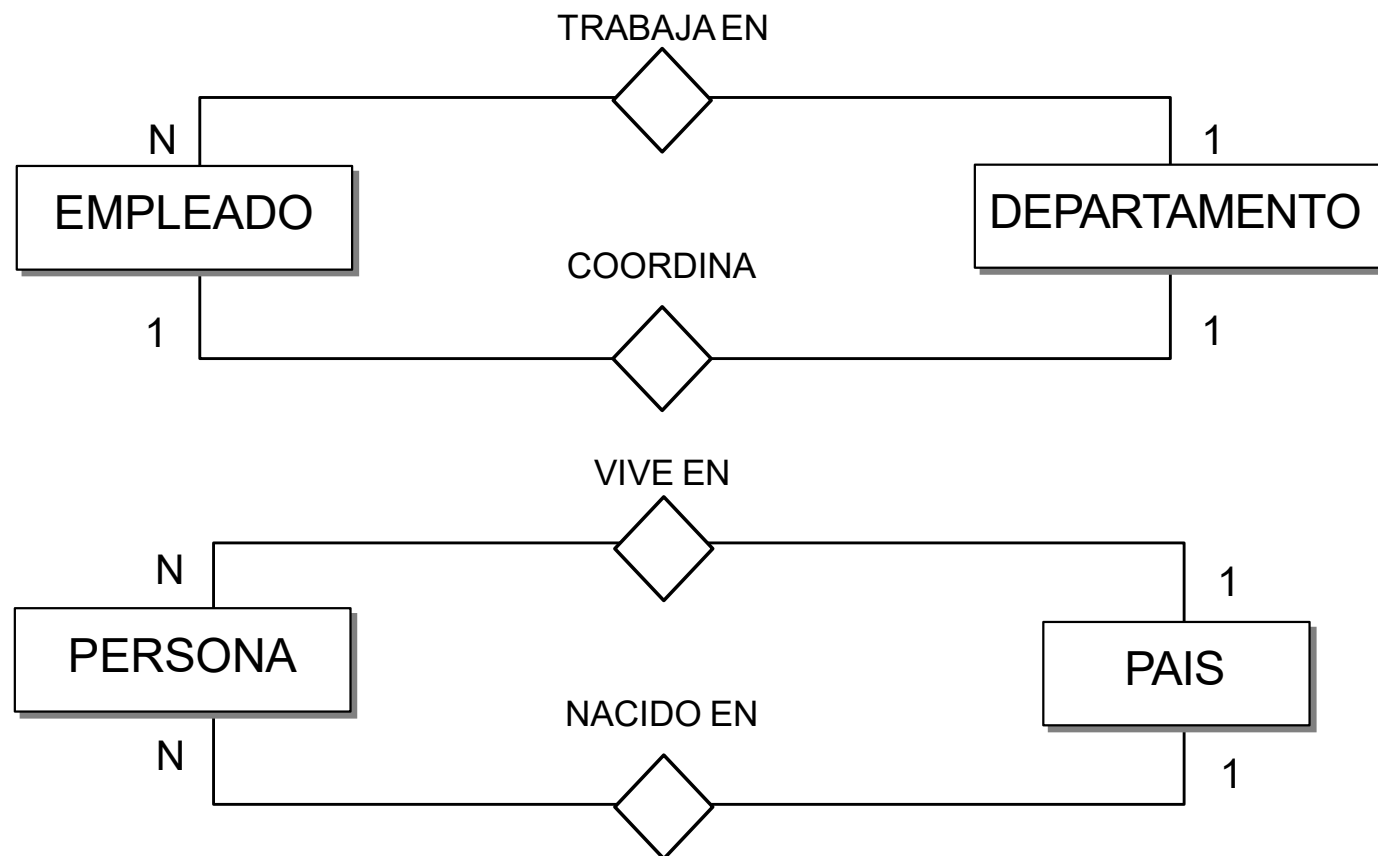 TRABAJA EN
N
1
EMPLEADO
DEPARTAMENTO
COORDINA
1
1
VIVE EN
N
1
PERSONA
PAIS
NACIDO EN
N
1